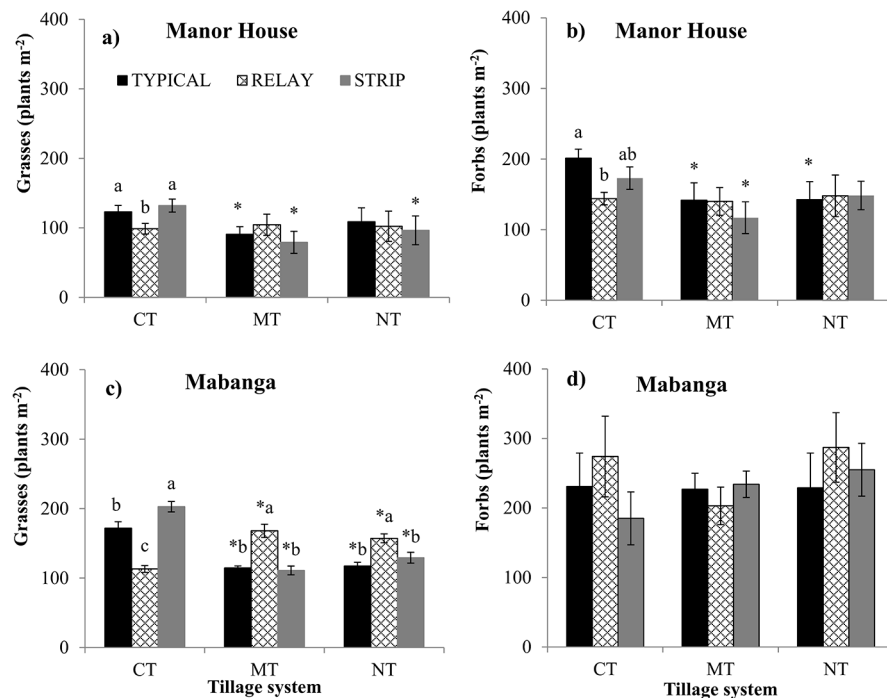 a) Manor House
400
300
200
100
0
Grasses (plants m-2)
TYPICAL RELAY STRIP
a b a
* *
*
CT MT NT
b) Manor House
400
300
200
100
0
Forbs (plants m-2)
a b ab
* *
*
CT MT NT
c) Mabanga
400
300
200
100
0
Grasses (plants m-2)
b c a
*b *a *b
*b *a *b
CT MT NT
Tillage system
d) Mabanga
400
300
200
100
0
Forbs (plants m-2)
CT MT NT
Tillage system